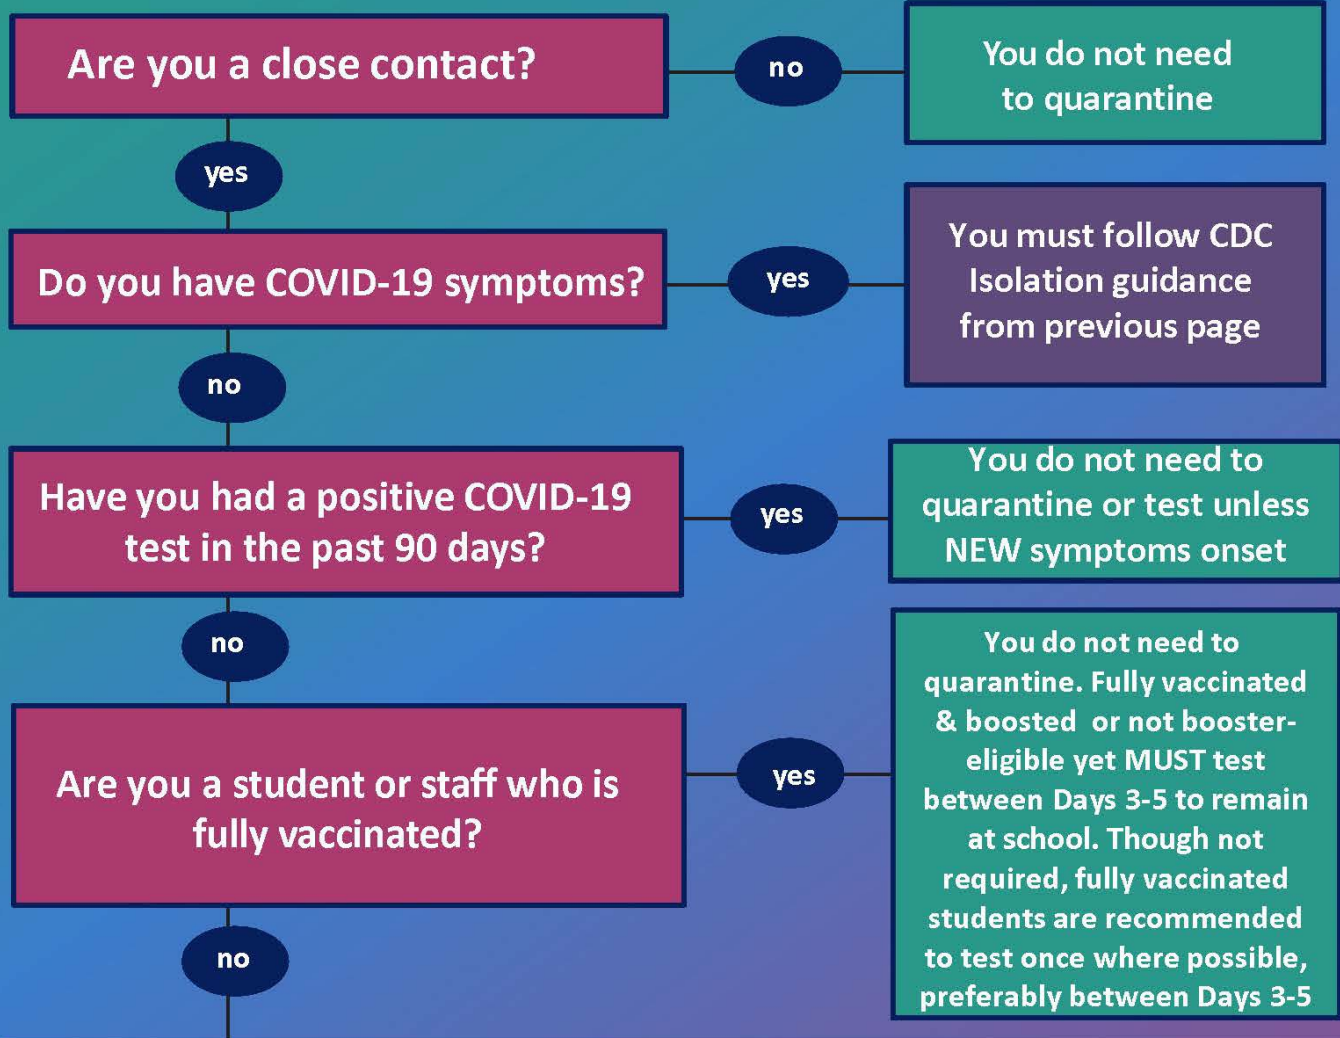 Are you a close contact?
no
You do not need
to quarantine
yes
Do you have COVID-19 symptoms?
yes
You must follow CDC
Isolation guidance
from previous page
no
Have you had a positive COVID-19
test in the past 90 days?
yes
You do not need to
quarantine or test unless
NEW symptoms onset
no
Are you a student or staff who is
fully vaccinated?
yes
You do not need to
quarantine. Fully vaccinated
& boosted or not booster-
eligible yet MUST test
between Days 3-5 to remain
at school. Though not
required, fully vaccinated
students are recommended
to test once where possible,
preferably between Days 3-5
no